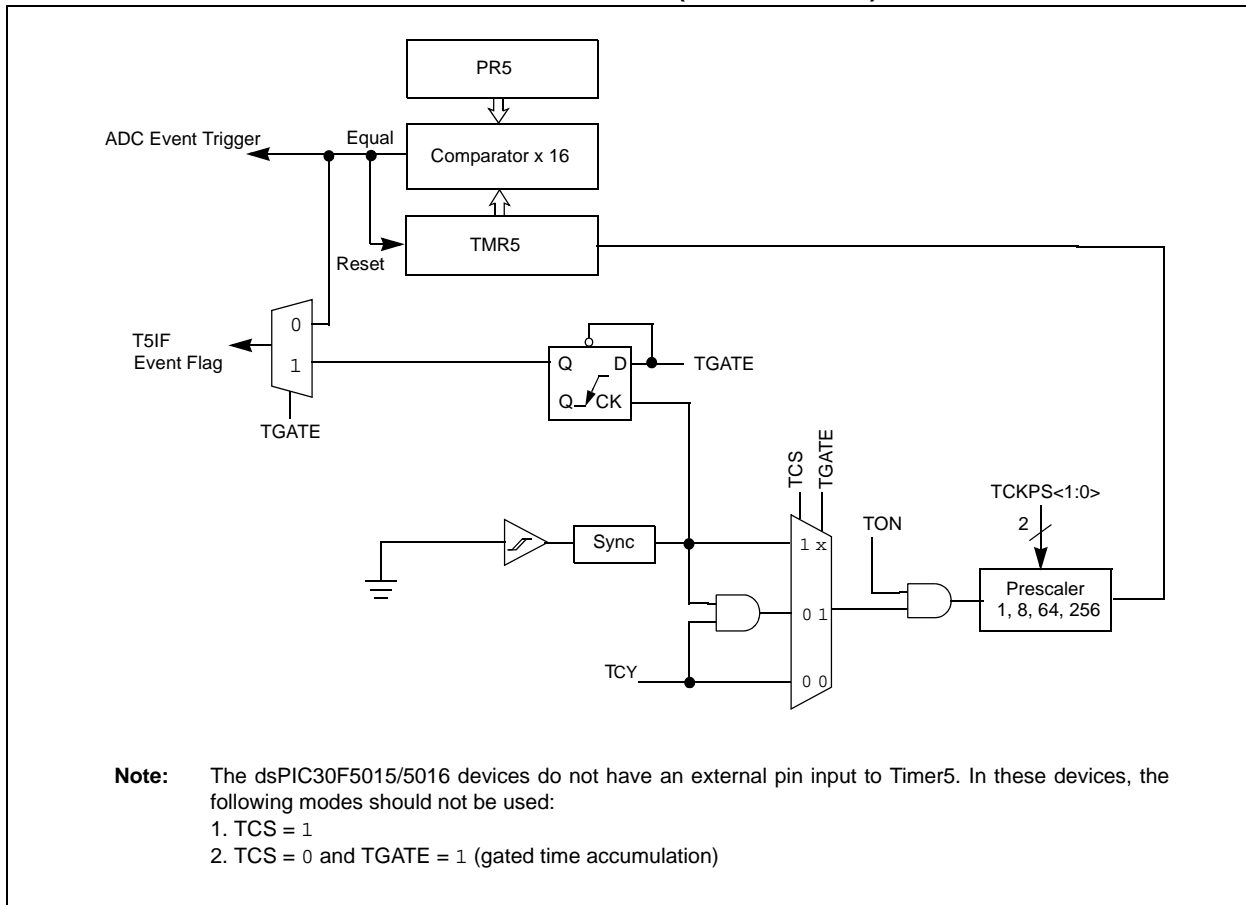 PR5
ADC Event Trigger
Equal
Comparator x 16
TMR5
Reset
0
1
T5IF
Event Flag
TGATE
Q D
Q CK
TGATE
TCS
TGATE
TCKPS<1:0>
2
TON
Sync
1 x
0 1
0 0
Prescaler
1, 8, 64, 256
TCY
Note: The dsPIC30F5015/5016 devices do not have an external pin input to Timer5. In these devices, the
following modes should not be used:
1. TCS = 1
2. TCS = 0 and TGATE = 1 (gated time accumulation)